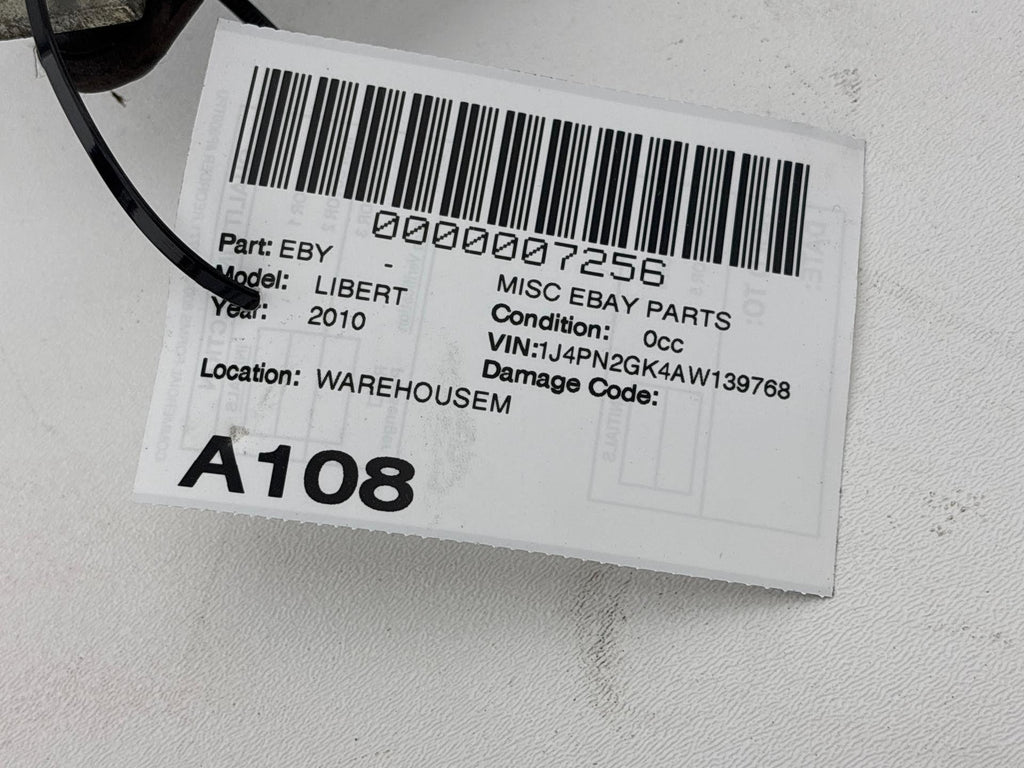 0000007256
Part: EBY -
MISC EBAY PARTS
Model: LIBERT
Condition: 0cc
Year: 2010
VIN:1J4PN2GK4AW139768
Damage Code:
Location: WAREHOUSEM
A108